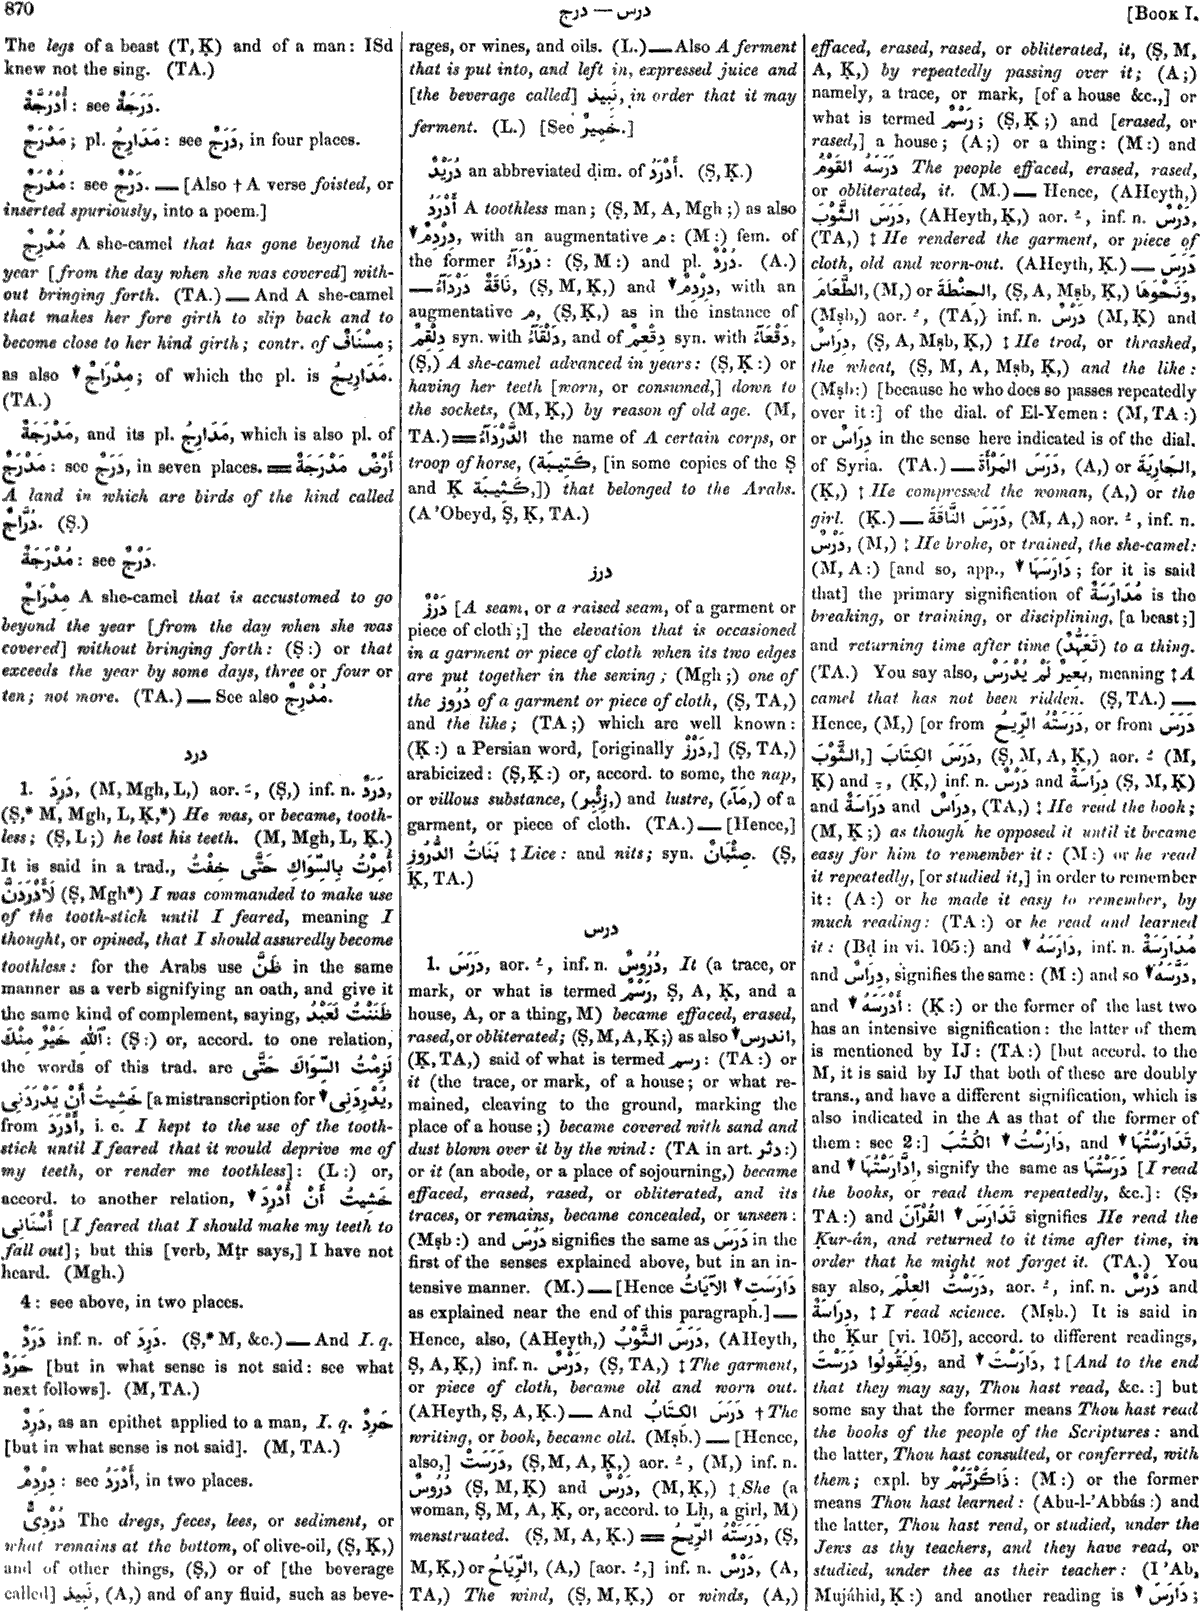 870
درس — درج
[Book I.
The legs of a beast (T, Ḳ) and of a man: ISd
knew not the sing. (TA.)
أُدْرُجَّةٌ: see دَرَجَةٌ.
مَدْرَجٌ; pl. مَدَارِجُ: see دَرَجٌ, in four places.
مُدْرَجٌ: see دَرْجٌ. — [Also † A verse foisted, or
inserted spuriously, into a poem.]
مُدْرِجٌ A she-camel that has gone beyond the
year [from the day when she was covered] with-
out bringing forth. (TA.) — And A she-camel
that makes her fore girth to slip back and to
become close to her hind girth; contr. of مِسْنَافٌ;
as also ▼ مِدْرَاجٌ; of which the pl. is مَدَارِيجُ.
(TA.)
مَدْرَجَةٌ, and its pl. مَدَارِجُ, which is also pl. of
مَدْرَجٌ: see دَرَجٌ, in seven places. ═ أَرْضٌ مَدْرَجَةٌ
A land in which are birds of the kind called
دُرَّاجٌ. (Ṣ.)
مُدْرَجَةٌ: see دَرْجٌ.
مِدْرَاجٌ A she-camel that is accustomed to go
beyond the year [from the day when she was
covered] without bringing forth: (Ṣ:) or that
exceeds the year by some days, three or four or
ten; not more. (TA.) — See also مُدْرِجٌ.
درد
1. دَرِدَ, (M, Mgh, L,) aor. ـَ, (Ṣ,) inf. n. دَرَدٌ,
(Ṣ,* M, Mgh, L, Ḳ,*) He was, or became, tooth-
less; (Ṣ, L;) he lost his teeth. (M, Mgh, L, Ḳ.)
It is said in a trad., أُمِرْتُ بِالسِّوَاكِ حَتَّى خِفْتُ
لَأَدْرَدَنَّ (Ṣ, Mgh*) I was commanded to make use
of the tooth-stick until I feared, meaning I
thought, or opined, that I should assuredly become
toothless: for the Arabs use ظَنَّ in the same
manner as a verb signifying an oath, and give it
the same kind of complement, saying, ظَنَنْتُ لَعَبْدُ
ٱللّٰهِ خَيْرٌ مِنْكَ: (Ṣ:) or, accord. to one relation,
the words of this trad. are لَزِمْتُ السِّوَاكَ حَتَّى
خَشِيتُ أَنْ يَدْرَدَنِى [a mistranscription for ▼ يُدْرِدَنِى,
from أَدْرَدَ, i. e. I kept to the use of the tooth-
stick until I feared that it would deprive me of
my teeth, or render me toothless]: (L:) or,
accord. to another relation, ▼ خَشِيتُ أَنْ أُدْرِدَ
أَسْنَانِى [I feared that I should make my teeth to
fall out]; but this [verb, Mṭr says,] I have not
heard. (Mgh.)
4: see above, in two places.
دَرَدٌ inf. n. of دَرِدَ. (Ṣ,* M, &c.) — And I. q.
حَرَدٌ [but in what sense is not said: see what
next follows]. (M, TA.)
دَرِدٌ, as an epithet applied to a man, I. q. حَرِدٌ
[but in what sense is not said]. (M, TA.)
دِرْدِمٌ: see أَدْرَدُ, in two places.
دُرْدِىٌّ The dregs, feces, lees, or sediment, or
what remains at the bottom, of olive-oil, (Ṣ, Ḳ,)
and of other things, (Ṣ,) or of [the beverage
called] نَبِيذ, (A,) and of any fluid, such as beve-
rages, or wines, and oils. (L.) — Also A ferment
that is put into, and left in, expressed juice and
[the beverage called] نَبِيذ, in order that it may
ferment. (L.) [See خَمِيرٌ.]
دُرَيْدٌ an abbreviated dim. of أَدْرَدُ. (Ṣ, Ḳ.)
أَدْرَدُ A toothless man; (Ṣ, M, A, Mgh;) as also
▼ دِرْدِمٌ, with an augmentative م: (M:) fem. of
the former دَرْدَآءُ: (Ṣ, M:) and pl. دُرْدٌ. (A.)
— نَاقَةٌ دَرْدَآءُ, (Ṣ, M, Ḳ,) and ▼ دِرْدِمٌ, with an
augmentative م, (Ṣ, Ḳ,) as in the instance of
دِلْقِمٌ syn. with دَلْقَآءُ, and of دِقْعِمٌ syn. with دَقْعَآءُ,
(Ṣ,) A she-camel advanced in years: (Ṣ, Ḳ:) or
having her teeth [worn, or consumed,] down to
the sockets, (M, Ḳ,) by reason of old age. (M,
TA.) ═ الدَّرْدَآءُ the name of A certain corps, or
troop of horse, (كَتِيبَة, [in some copies of the Ṣ
and Ḳ كَثِيبَة,]) that belonged to the Arabs.
(A 'Obeyd, Ṣ, Ḳ, TA.)
درز
دَرْزٌ [A seam, or a raised seam, of a garment or
piece of cloth;] the elevation that is occasioned
in a garment or piece of cloth when its two edges
are put together in the sewing; (Mgh;) one of
the دُرُوز of a garment or piece of cloth, (Ṣ, TA,)
and the like; (TA;) which are well known:
(Ḳ:) a Persian word, [originally دَرْزْ,] (Ṣ, TA,)
arabicized: (Ṣ, Ḳ:) or, accord. to some, the nap,
or villous substance, (زِئْبِر,) and lustre, (مَآء,) of a
garment, or piece of cloth. (TA.) — [Hence,]
بَنَاتُ الدُّرُوزِ ‡ Lice: and nits; syn. صِئْبَانٌ. (Ṣ,
Ḳ, TA.)
درس
1. دَرَسَ, aor. ـُ, inf. n. دُرُوسٌ, It (a trace, or
mark, or what is termed رَسْمٌ, Ṣ, A, Ḳ, and a
house, A, or a thing, M) became effaced, erased,
rased, or obliterated; (Ṣ, M, A, Ḳ;) as also ▼ اندرس,
(Ḳ, TA,) said of what is termed رسم: (TA:) or
it (the trace, or mark, of a house; or what re-
mained, cleaving to the ground, marking the
place of a house;) became covered with sand and
dust blown over it by the wind: (TA in art. دثر:)
or it (an abode, or a place of sojourning,) became
effaced, erased, rased, or obliterated, and its
traces, or remains, became concealed, or unseen:
(Mṣb:) and دَرَّسَ signifies the same as دَرَسَ in the
first of the senses explained above, but in an in-
tensive manner. (M.) — [Hence دَارَسَتِ ▼ الآيَاتُ
as explained near the end of this paragraph.] —
Hence, also, (AHeyth,) دَرَسَ الثَّوْبُ, (AHeyth,
Ṣ, A, Ḳ,) inf. n. دَرْسٌ, (Ṣ, TA,) ‡ The garment,
or piece of cloth, became old and worn out.
(AHeyth, Ṣ, A, Ḳ.) — And دَرَسَ الكِتَابُ † The
writing, or book, became old. (Mṣb.) — [Hence,
also,] دَرَسَتْ, (Ṣ, M, A, Ḳ,) aor. ـُ, (M,) inf. n.
دُرُوسٌ (Ṣ, M, Ḳ) and دَرْسٌ, (M, Ḳ,) ‡ She (a
woman, Ṣ, M, A, Ḳ, or, accord. to Lḥ, a girl, M)
menstruated. (Ṣ, M, A, Ḳ.) ═ دَرَسَتْهُ الرِّيحُ, (Ṣ,
M, Ḳ,) or الرِّيَاحُ, (A,) [aor. ـُ,] inf. n. دَرْسٌ, (A,
TA,) The wind, (Ṣ, M, Ḳ,) or winds, (A,)
effaced, erased, rased, or obliterated, it, (Ṣ, M,
A, Ḳ,) by repeatedly passing over it; (A;)
namely, a trace, or mark, [of a house &c.,] or
what is termed رَسْمٌ; (Ṣ, Ḳ;) and [erased, or
rased,] a house; (A;) or a thing: (M:) and
دَرَسَهُ القَوْمُ The people effaced, erased, rased,
or obliterated, it. (M.) — Hence, (AHeyth,)
دَرَسَ الثَّوْبَ, (AHeyth, Ḳ,) aor. ـُ, inf. n. دَرْسٌ,
(TA,) ‡ He rendered the garment, or piece of
cloth, old and worn-out. (AHeyth, Ḳ.) — دَرَسَ
الطَّعَامَ, (M,) or الحِنْطَةَ, (Ṣ, A, Mṣb, Ḳ,) وَنَحْوَهَا,
(Mṣb,) aor. ـُ, (TA,) inf. n. دَرْسٌ (M, Ḳ) and
دِرَاسٌ, (Ṣ, A, Mṣb, Ḳ,) ‡ He trod, or thrashed,
the wheat, (Ṣ, M, A, Mṣb, Ḳ,) and the like:
(Mṣb:) [because he who does so passes repeatedly
over it:] of the dial. of El-Yemen: (M, TA:)
or دِرَاسٌ in the sense here indicated is of the dial.
of Syria. (TA.) — دَرَسَ المَرْأَةَ, (A,) or الجَارِيَةَ,
(Ḳ,) † He compressed the woman, (A,) or the
girl. (Ḳ.) — دَرَسَ النَّاقَةَ, (M, A,) aor. ـُ, inf. n.
دَرْسٌ, (M,) ‡ He broke, or trained, the she-camel:
(M, A:) [and so, app., ▼ دَارَسَهَا; for it is said
that] the primary signification of مُدَارَسَةٌ is the
breaking, or training, or disciplining, [a beast;]
and returning time after time (تَعَهُّدٌ) to a thing.
(TA.) You say also, بَعِيرٌ لَمْ يُدَرَّسْ, meaning ‡ A
camel that has not been ridden. (Ṣ, TA.) —
Hence, (M,) [or from دَرَسَتْهُ الرِّيحُ, or from دَرَسَ
الثَّوْبَ,] دَرَسَ الكِتَابَ, (Ṣ, M, A, Ḳ,) aor. ـُ (M,
Ḳ) and ـِ, (Ḳ,) inf. n. دَرْسٌ and دِرَاسَةٌ (Ṣ, M, Ḳ)
and دَرَاسَةٌ and دِرَاسٌ, (TA,) ‡ He read the book;
(M, Ḳ;) as though he opposed it until it became
easy for him to remember it: (M:) or he read
it repeatedly, [or studied it,] in order to remember
it: (A:) or he made it easy to remember, by
much reading: (TA:) or he read and learned
it: (Bḍ in vi. 105:) and ▼ دَارَسَهُ, inf. n. مُدَارَسَةٌ
and دِرَاسٌ, signifies the same: (M:) and so ▼ دَرَّسَهُ,
and ▼ أَدْرَسَهُ: (Ḳ:) or the former of the last two
has an intensive signification: the latter of them
is mentioned by IJ: (TA:) [but accord. to the
M, it is said by IJ that both of these are doubly
trans., and have a different signification, which is
also indicated in the A as that of the former of
them: see 2:] دَارَسْتُ ▼ الكُتُبَ, and ▼ تَدَارَسْتُهَا,
and ▼ اِدَّارَسْتُهَا, signify the same as دَرَسْتُهَا [I read
the books, or read them repeatedly, &c.]: (Ṣ,
TA:) and تَدَارَسَ ▼ القُرْآنَ signifies He read the
Ḳur-án, and returned to it time after time, in
order that he might not forget it. (TA.) You
say also, دَرَسْتُ العِلْمَ, aor. ـُ, inf. n. دَرْسٌ and
دِرَاسَةٌ, ‡ I read science. (Mṣb.) It is said in
the Ḳur [vi. 105], accord. to different readings,
وَلِيَقُولُوا دَرَسْتَ, and ▼ دَارَسْتَ, ‡ [And to the end
that they may say, Thou hast read, &c.:] but
some say that the former means Thou hast read
the books of the people of the Scriptures: and
the latter, Thou hast consulted, or conferred, with
them; expl. by ذَاكَرْتَهُمْ: (M:) or the former
means Thou hast learned: (Abu-l-'Abbás:) and
the latter, Thou hast read, or studied, under the
Jews as thy teachers, and they have read, or
studied, under thee as their teacher: (I 'Ab,
Mujáhid, Ḳ:) and another reading is ▼ دَارَسَ;